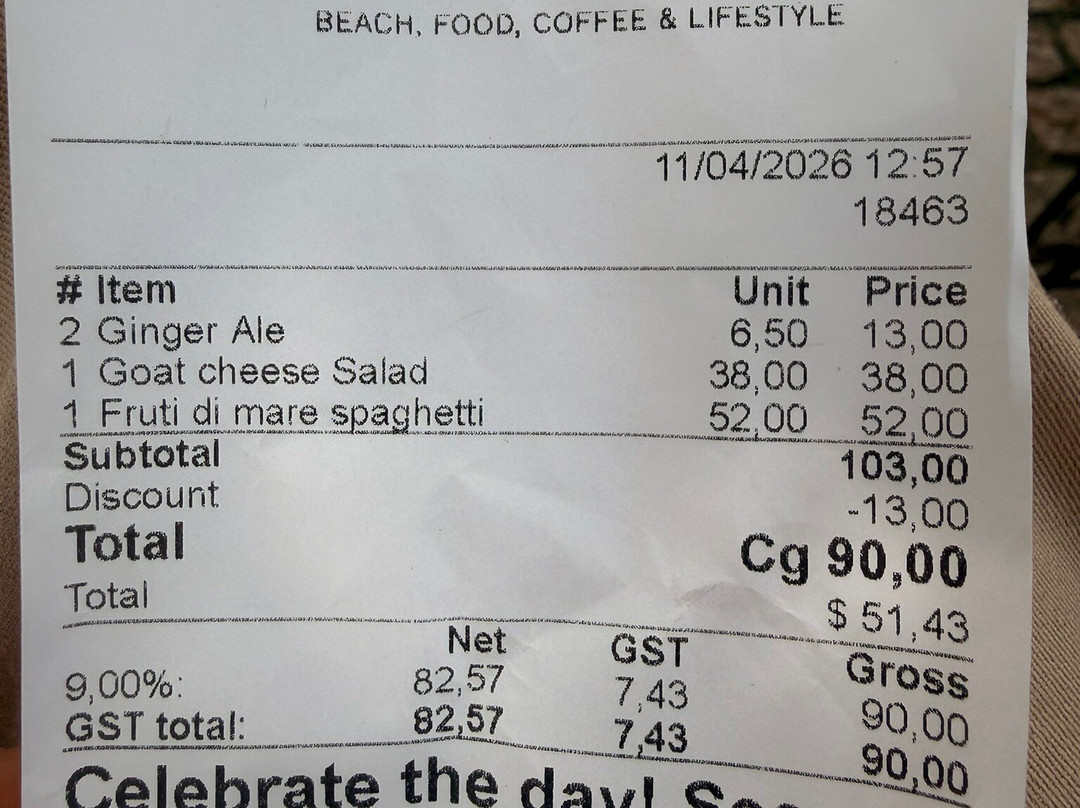 BEACH, FOOD, COFFEE & LIFESTYLE
11/04/2026 12:57
18463
# Item Unit Price
2 Ginger Ale 6,50 13,00
1 Goat cheese Salad 38,00 38,00
1 Fruti di mare spaghetti 52,00 52,00
Subtotal 103,00
Discount -13,00
Total Cg 90,00
Total $ 51,43
Net GST Gross
9,00%: 82,57 7,43 90,00
GST total: 82,57 7,43 90,00
Celebrate the day!